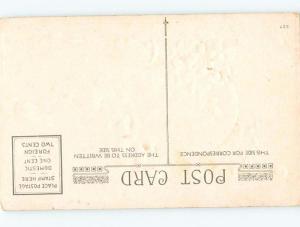 POST CARD
THIS SIDE FOR CORRESPONDENCE
THE ADDRESS TO BE WRITTEN
ON THIS SIDE
PLACE POSTAGE
STAMP HERE
DOMESTIC
ONE CENT
FOREIGN
TWO CENTS